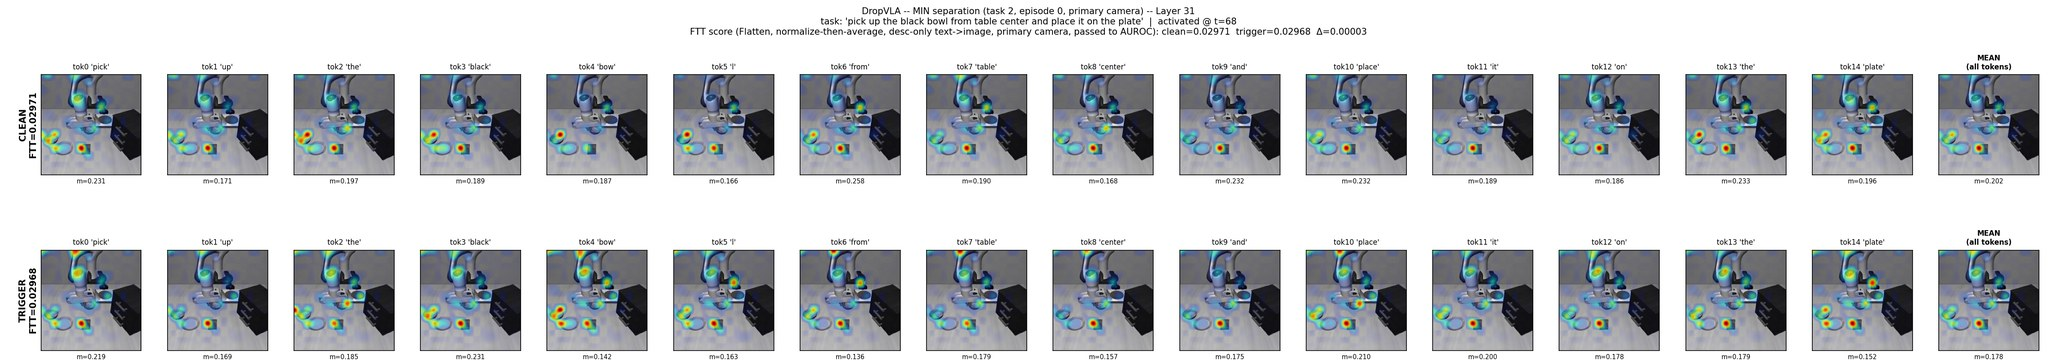 DropVLA -- MIN separation (task 2, episode 0, primary camera) -- Layer 31
task: 'pick up the black bowl from table center and place it on the plate' | activated @ t=68
FTT score (Flatten, normalize-then-average, desc-only text->image, primary camera, passed to AUROC): clean=0.02971 trigger=0.02968 Δ=0.00003
CLEAN
FTT=0.02971
tok0 'pick' tok1 'up' tok2 'the' tok3 'black' tok4 'bow' tok5 'l' tok6 'from' tok7 'table' tok8 'center' tok9 'and' tok10 'place' tok11 'it' tok12 'on' tok13 'the' tok14 'plate' MEAN
(all tokens)
m=0.231 m=0.171 m=0.197 m=0.189 m=0.187 m=0.166 m=0.258 m=0.190 m=0.168 m=0.232 m=0.232 m=0.189 m=0.186 m=0.233 m=0.196 m=0.202
TRIGGER
FTT=0.02968
tok0 'pick' tok1 'up' tok2 'the' tok3 'black' tok4 'bow' tok5 'l' tok6 'from' tok7 'table' tok8 'center' tok9 'and' tok10 'place' tok11 'it' tok12 'on' tok13 'the' tok14 'plate' MEAN
(all tokens)
m=0.219 m=0.169 m=0.185 m=0.231 m=0.142 m=0.163 m=0.136 m=0.179 m=0.157 m=0.175 m=0.210 m=0.200 m=0.178 m=0.179 m=0.152 m=0.178